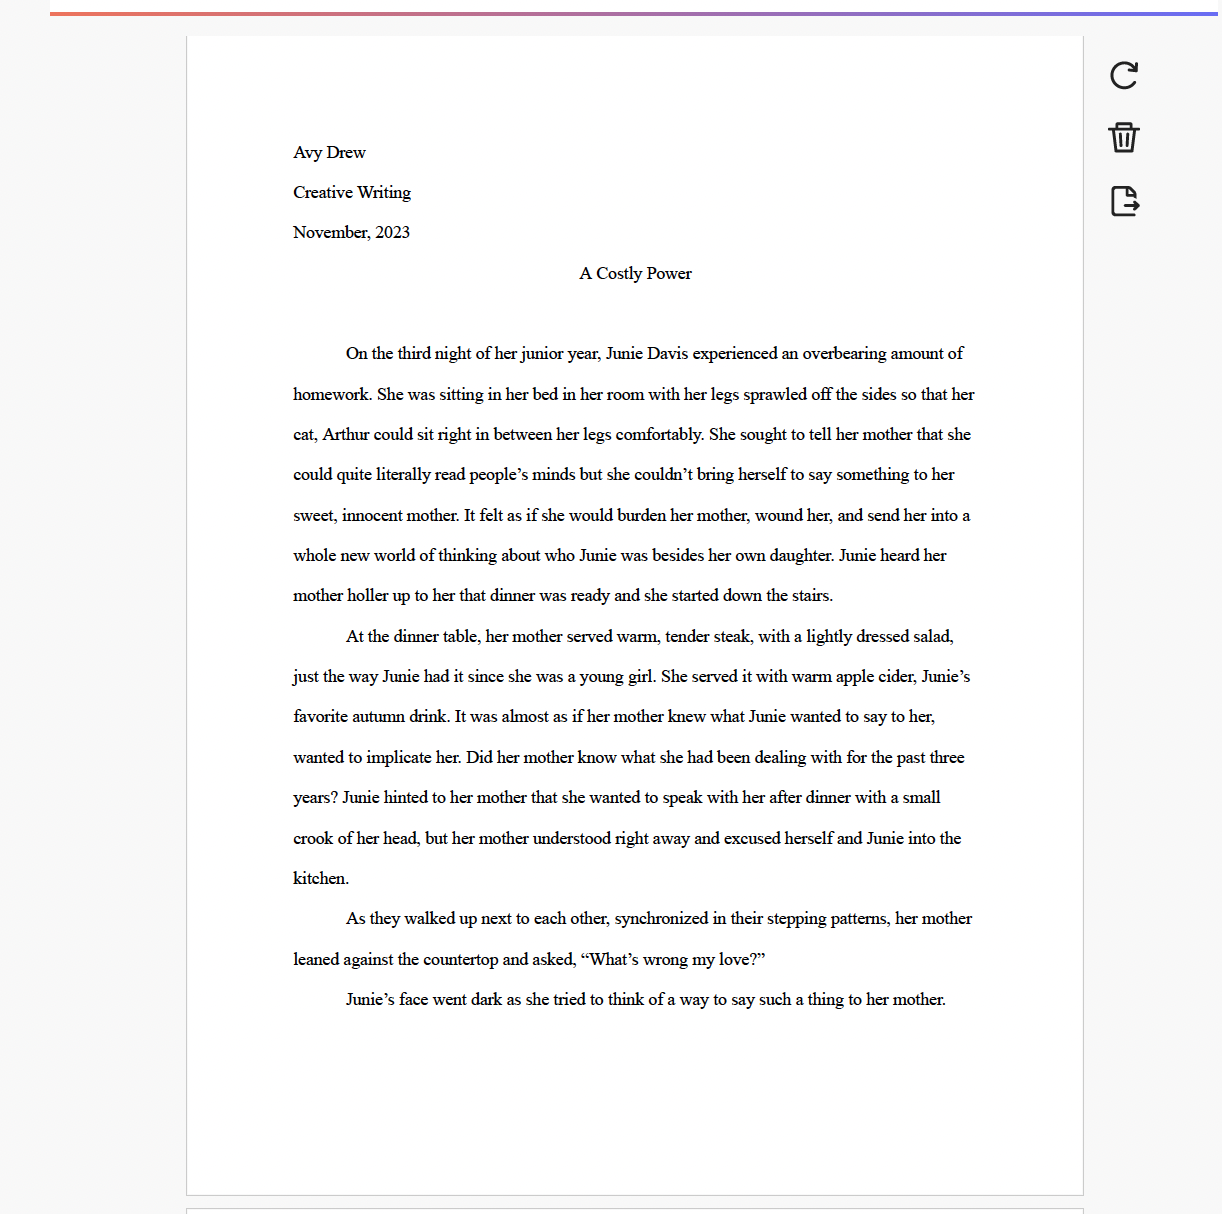 Avy Drew
Creative Writing
November, 2023
A Costly Power
On the third night of her junior year, Junie Davis experienced an overbearing amount of
homework. She was sitting in her bed in her room with her legs sprawled off the sides so that her
cat, Arthur could sit right in between her legs comfortably. She sought to tell her mother that she
could quite literally read people’s minds but she couldn’t bring herself to say something to her
sweet, innocent mother. It felt as if she would burden her mother, wound her, and send her into a
whole new world of thinking about who Junie was besides her own daughter. Junie heard her
mother holler up to her that dinner was ready and she started down the stairs.
At the dinner table, her mother served warm, tender steak, with a lightly dressed salad,
just the way Junie had it since she was a young girl. She served it with warm apple cider, Junie’s
favorite autumn drink. It was almost as if her mother knew what Junie wanted to say to her,
wanted to implicate her. Did her mother know what she had been dealing with for the past three
years? Junie hinted to her mother that she wanted to speak with her after dinner with a small
crook of her head, but her mother understood right away and excused herself and Junie into the
kitchen.
As they walked up next to each other, synchronized in their stepping patterns, her mother
leaned against the countertop and asked, “What’s wrong my love?”
Junie’s face went dark as she tried to think of a way to say such a thing to her mother.